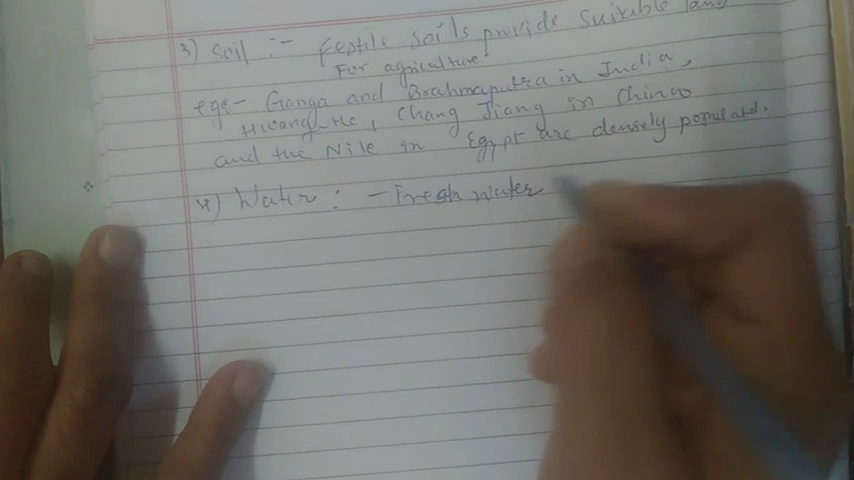 3) Soil :- Fertile soils provide suitable land
For agriculture.
eg:- Ganga and Brahmaputra in India,
Hwang-He, Chang Jiang in China
and the Nile in Egypt are densely populated.
4) Water : - Fresh water